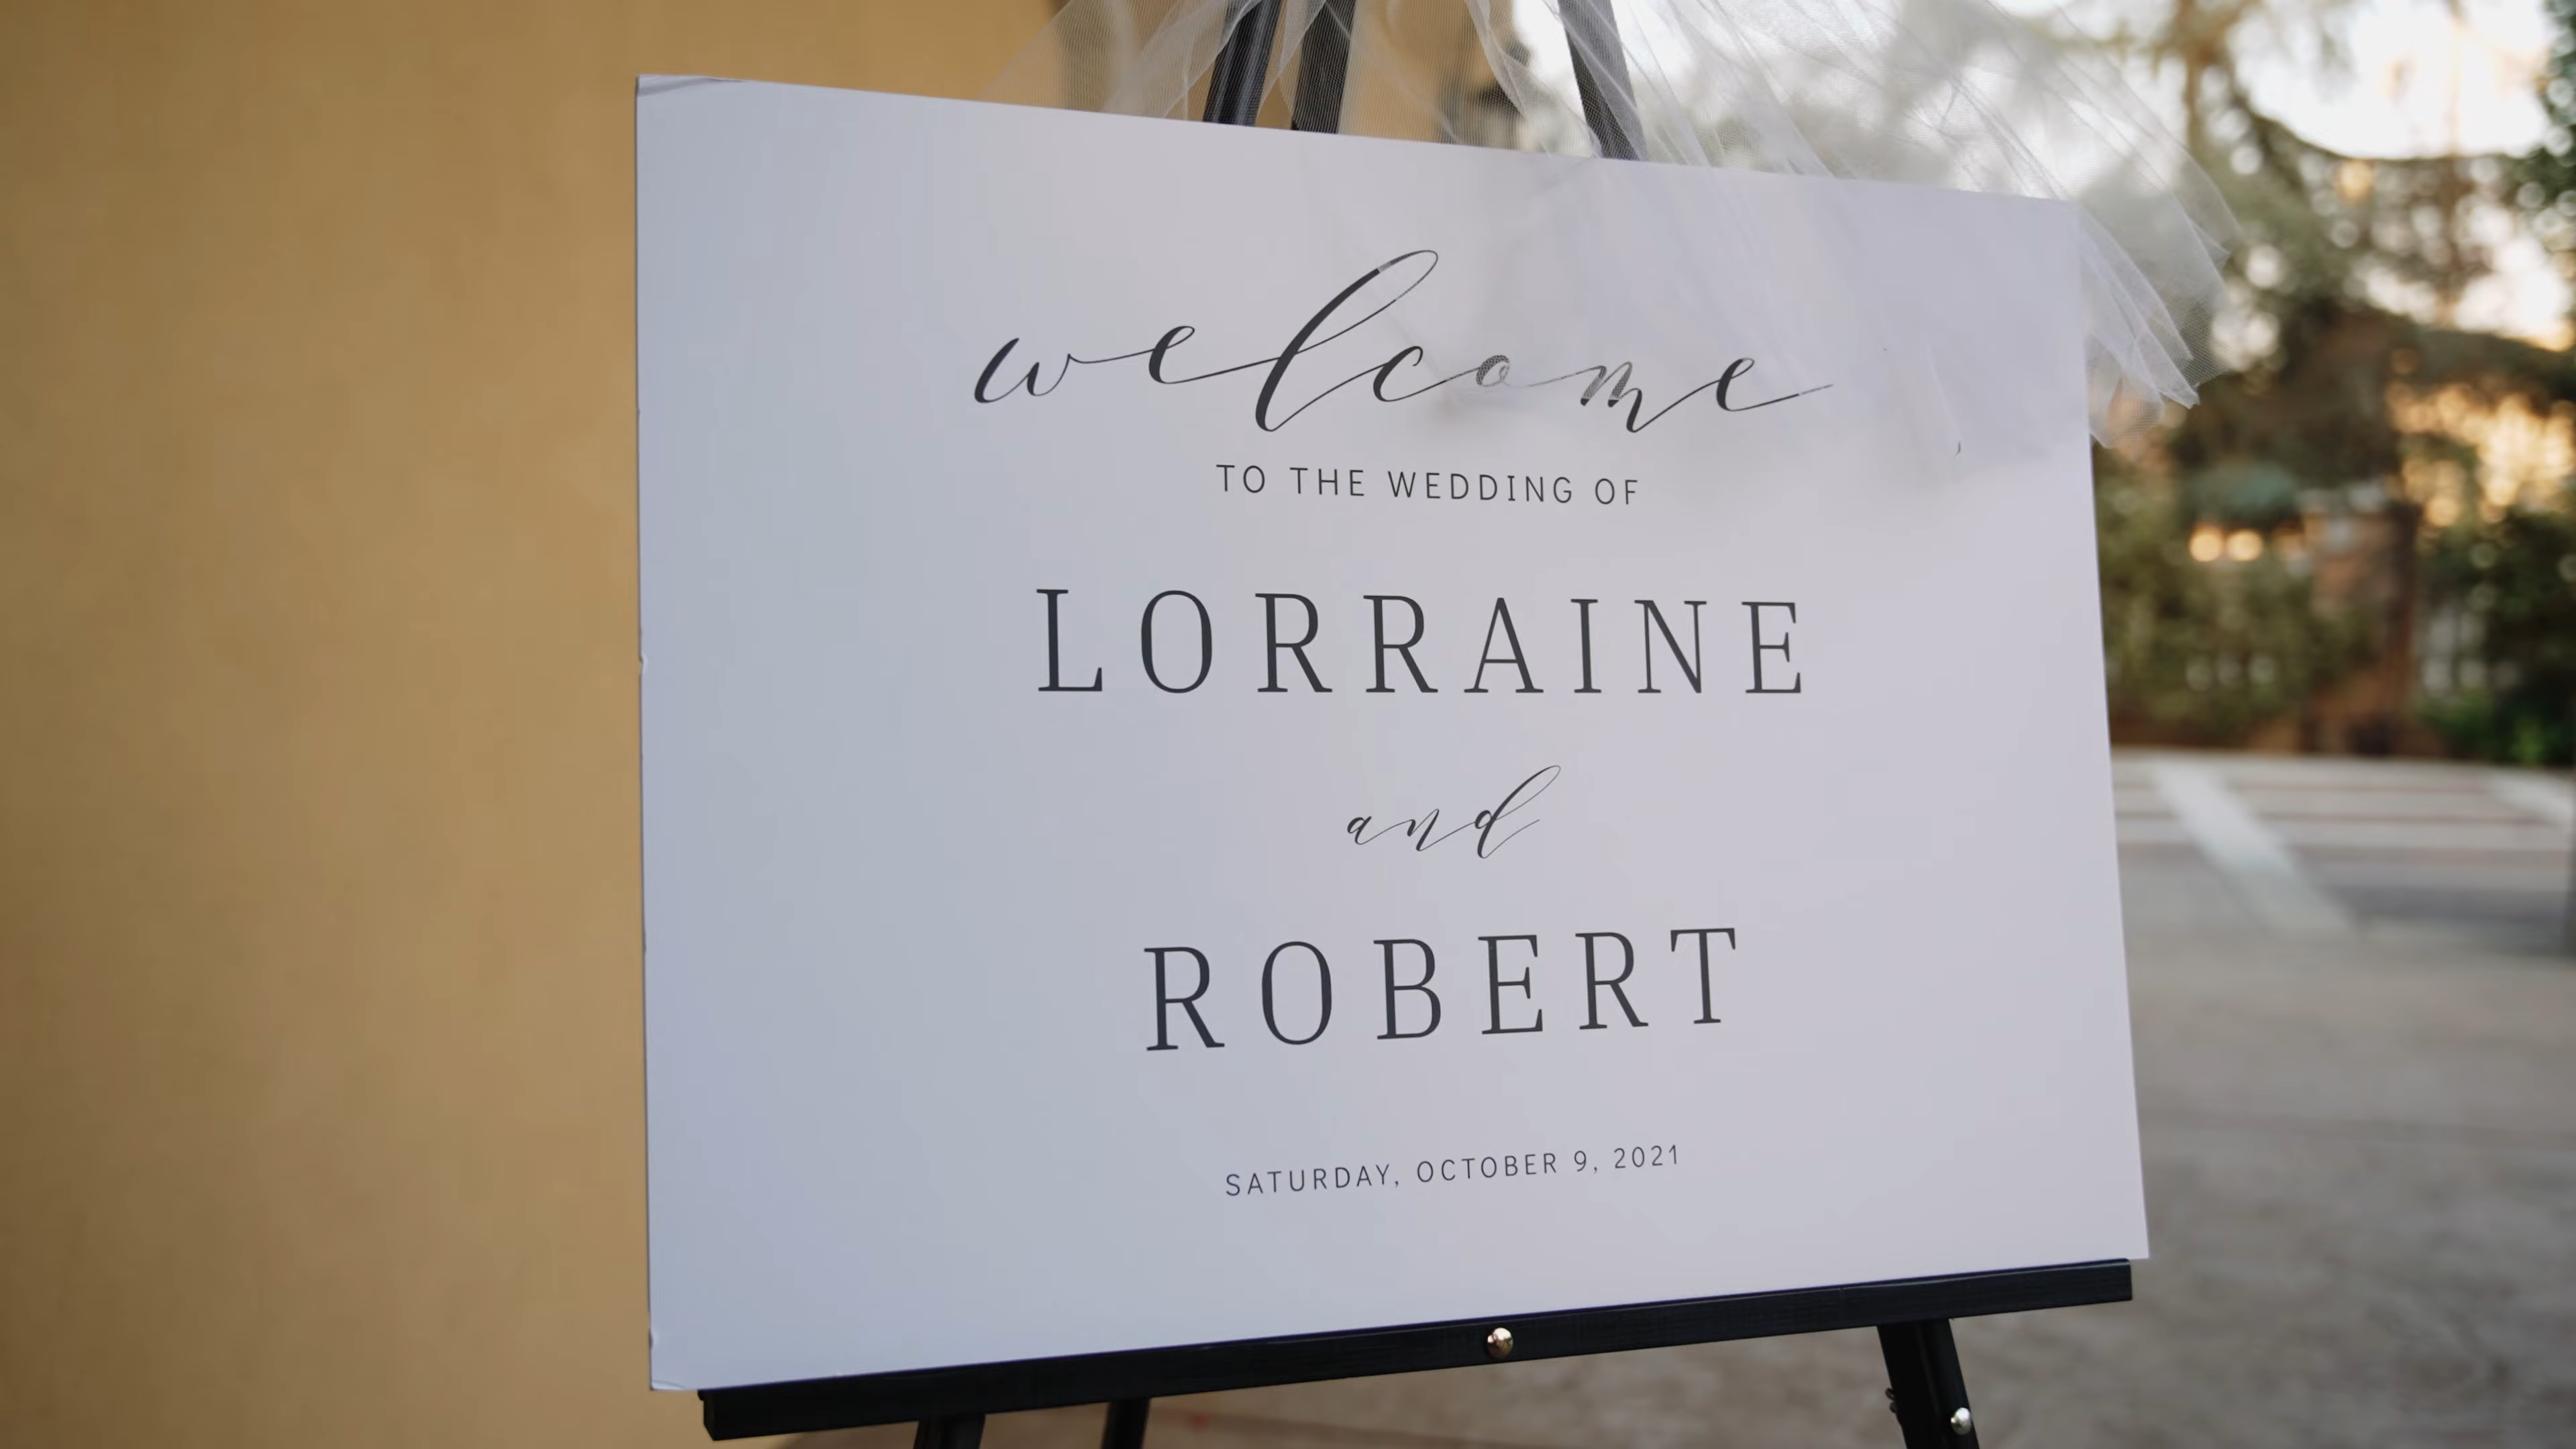 welcome
TO THE WEDDING OF
LORRAINE
and
ROBERT
SATURDAY, OCTOBER 9, 2021